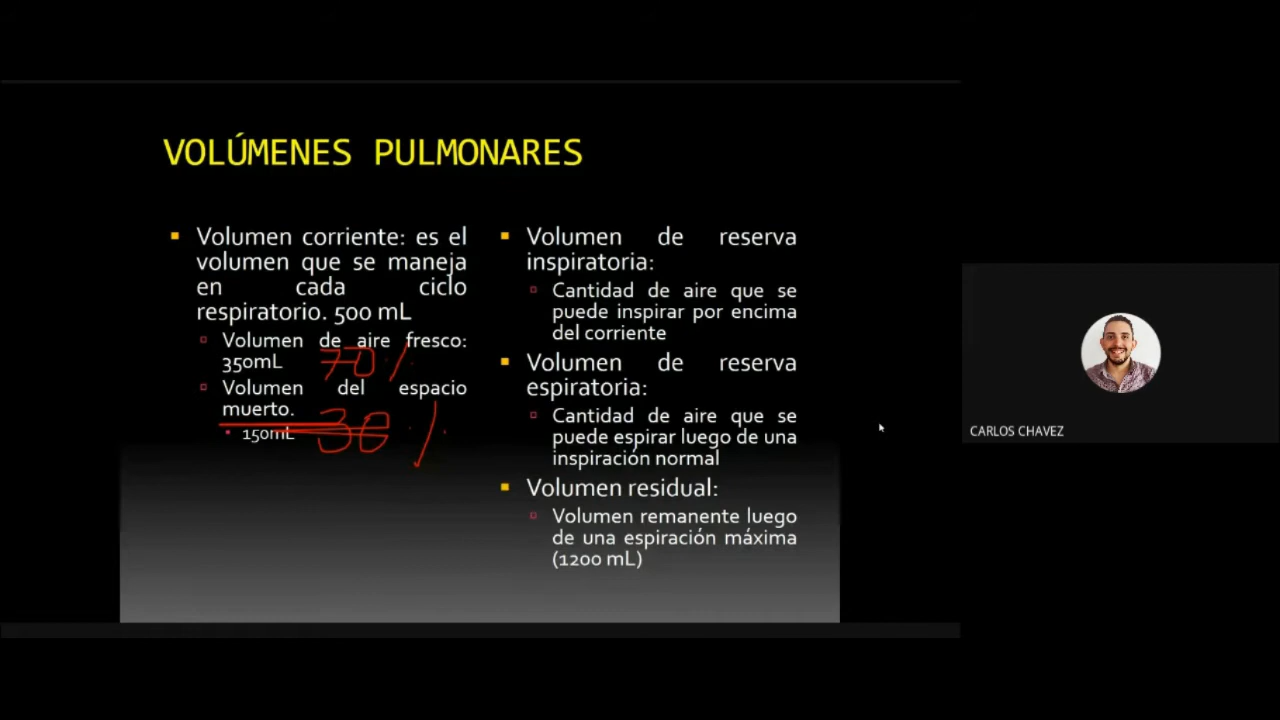 VOLÚMENES PULMONARES
▪ Volumen corriente: es el
volumen que se maneja
en cada ciclo
respiratorio. 500 mL
▫ Volumen de aire fresco:
350mL 70%
▫ Volumen del espacio
muerto.
• 150mL 30 %
▪ Volumen de reserva
inspiratoria:
▫ Cantidad de aire que se
puede inspirar por encima
del corriente
▪ Volumen de reserva
espiratoria:
▫ Cantidad de aire que se
puede espirar luego de una
inspiración normal
▪ Volumen residual:
▫ Volumen remanente luego
de una espiración máxima
(1200 mL)
CARLOS CHAVEZ